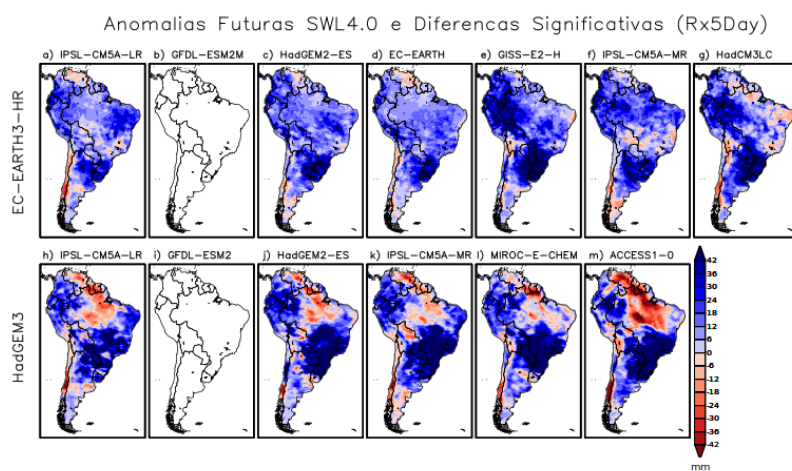 Anomalias Futuras SWL4.0 e Diferencas Significativas (Rx5Day)
a) IPSL-CM5A-LR b) GFDL-ESM2M c) HadGEM2-ES d) EC-EARTH e) GISS-E2-H f) IPSL-CM5A-MR g) HadCM3LC
EC-EARTH3-HR
h) IPSL-CM5A-LR i) GFDL-ESM2 j) HadGEM2-ES k) IPSL-CM5A-MR l) MIROC-E-CHEM m) ACCESS1-0
HadGEM3
42
36
30
24
18
12
6
0
-6
-12
-18
-24
-30
-36
-42
mm